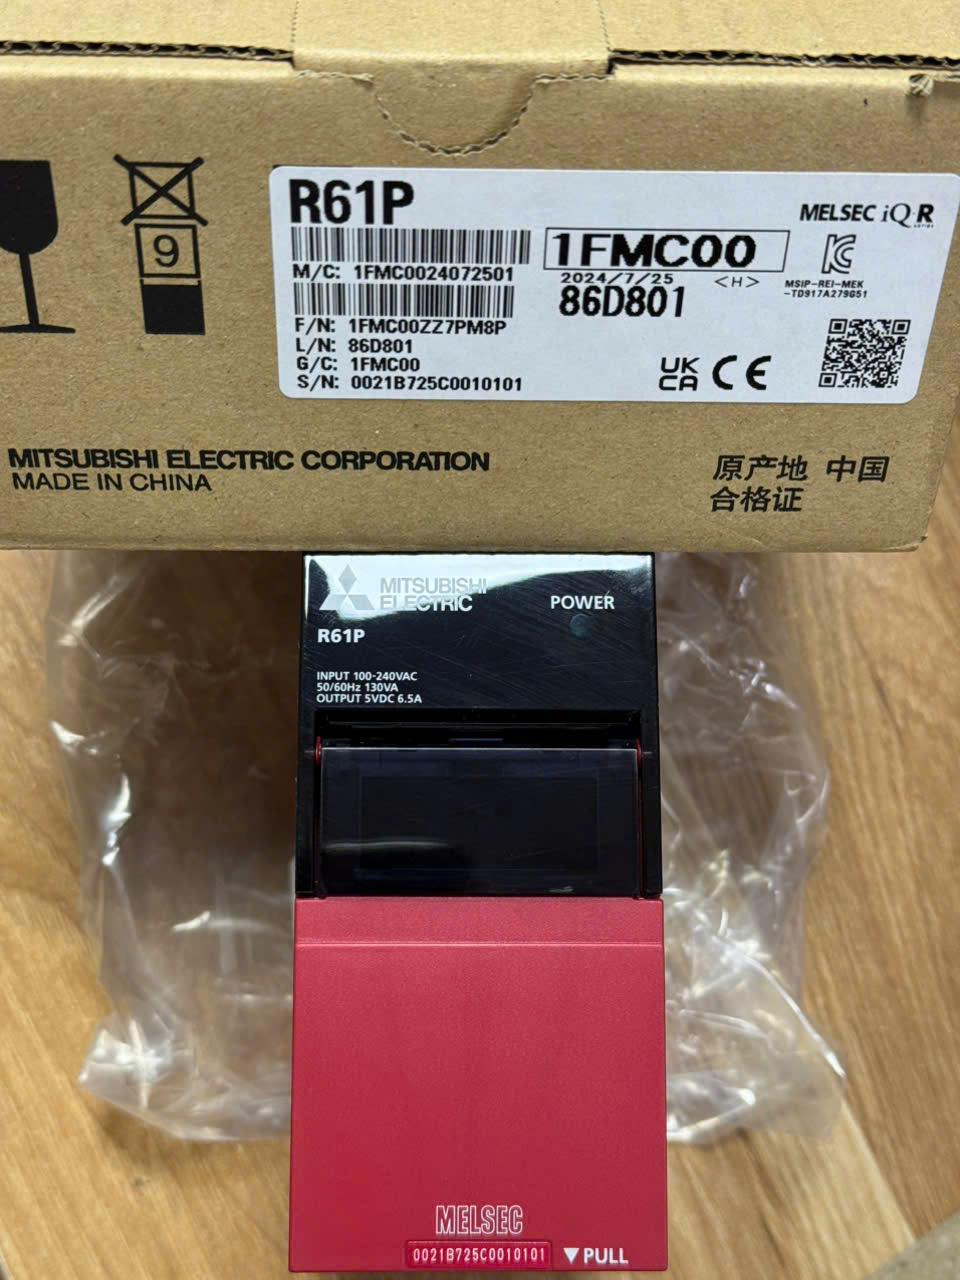 9
R61P
MELSEC iQ-R
series
1FMC00
M/C: 1FMC0024072501
2024/7/25 <H>
MSIP-REI-MEK
-TD917A279G51
86D801
F/N: 1FMC00ZZ7PM8P
L/N: 86D801
G/C: 1FMC00
S/N: 0021B725C0010101
UK
CA CE
MITSUBISHI ELECTRIC CORPORATION
MADE IN CHINA
原产地 中国
合格证
MITSUBISHI
ELECTRIC
POWER
R61P
INPUT 100-240VAC
50/60Hz 130VA
OUTPUT 5VDC 6.5A
MELSEC
0021B725C0010101
▼PULL